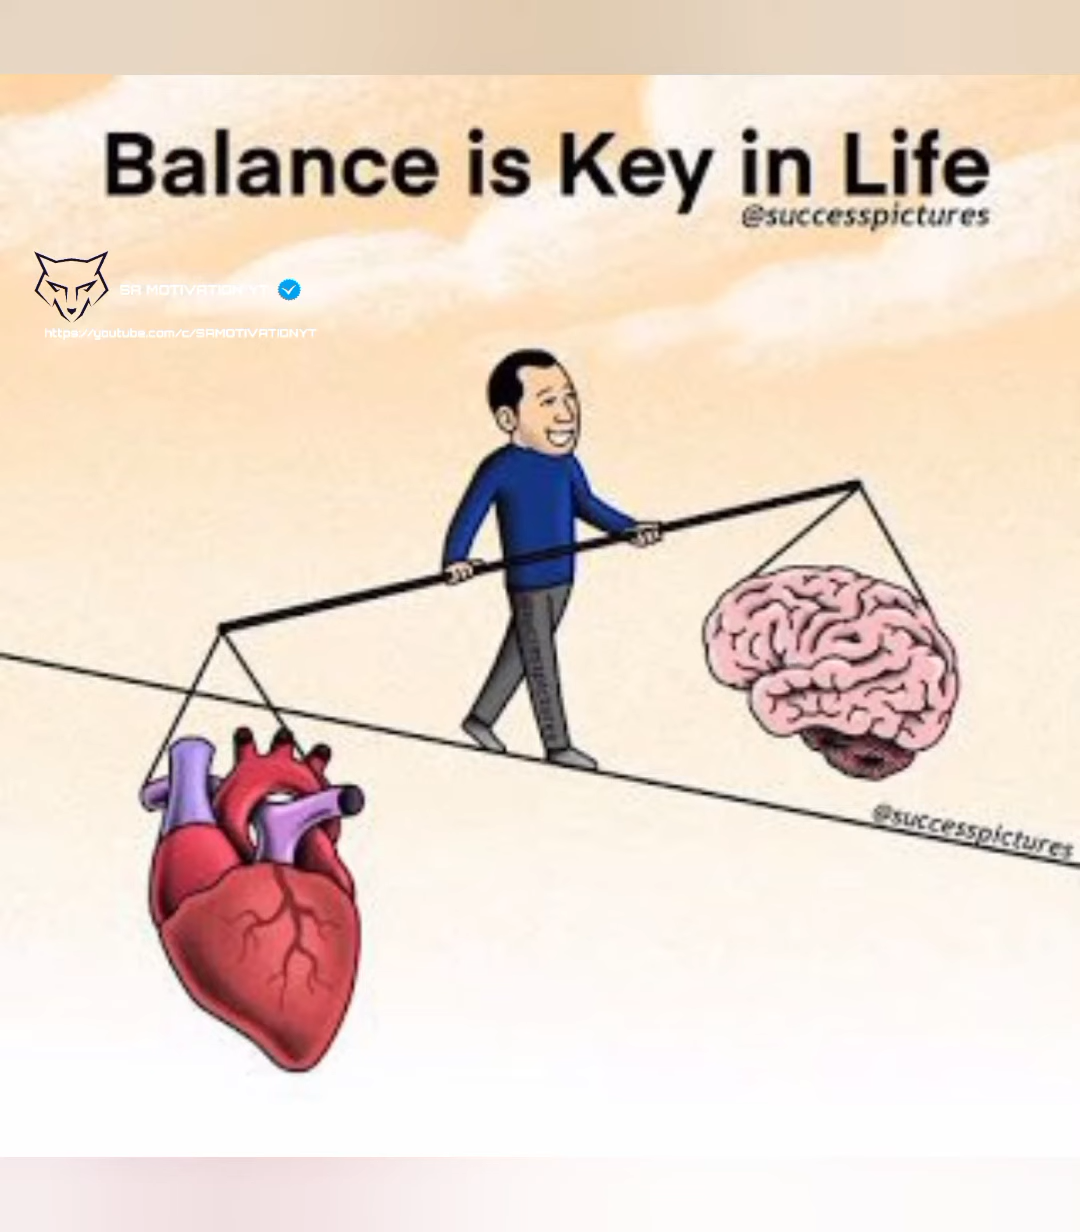 Balance is Key in Life
@successpictures
SA MOTIVATION YT
https://youtube.com/c/SAMOTIVATIONYT
@successpictures